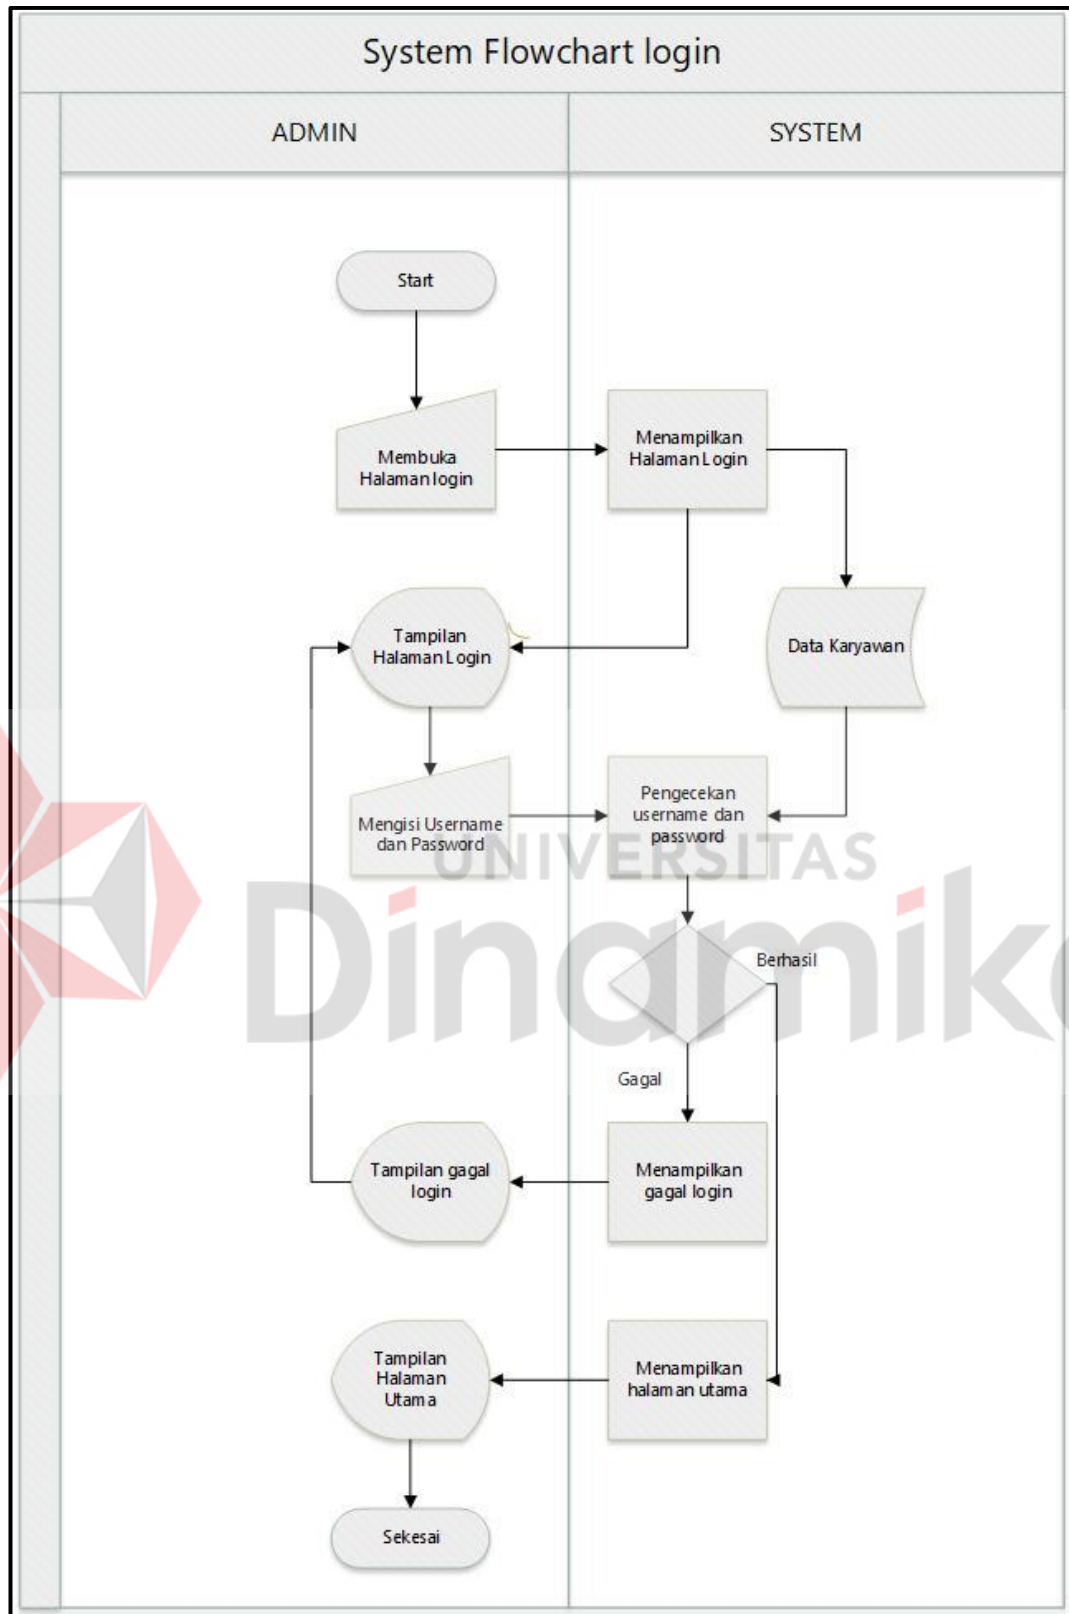 System Flowchart login
ADMIN
SYSTEM
Start
Membuka
Halaman login
Menampilkan
Halaman Login
Tampilan
Halaman Login
Data Karyawan
Mengisi Username
dan Password
Pengecekan
username dan
password
UNIVERSITAS
Dinamika
Berhasil
Gagal
Tampilan gagal
login
Menampilkan
gagal login
Tampilan
Halaman
Utama
Menampilkan
halaman utama
Sekesai